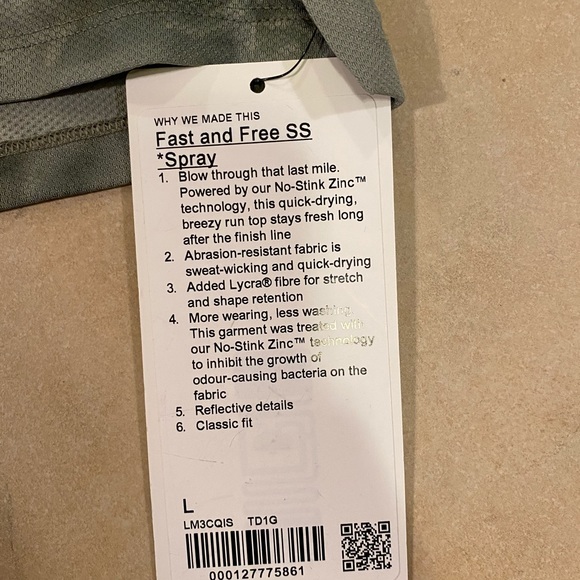 WHY WE MADE THIS
Fast and Free SS
*Spray
1. Blow through that last mile.
Powered by our No-Stink Zinc™
technology, this quick-drying,
breezy run top stays fresh long
after the finish line
2. Abrasion-resistant fabric is
sweat-wicking and quick-drying
3. Added Lycra® fibre for stretch
and shape retention
4. More wearing, less washing.
This garment was treated with
our No-Stink Zinc™ technology
to inhibit the growth of
odour-causing bacteria on the
fabric
5. Reflective details
6. Classic fit
L
LM3CQIS TD1G
000127775861